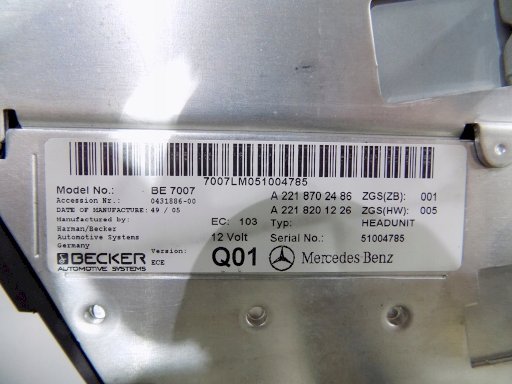 7007LM051004785
Model No.: BE 7007 A 221 870 24 86 ZGS(ZB): 001
Accession Nr.: 0431886-00 A 221 820 12 26 ZGS(HW): 005
DATE OF MANUFACTURE: 49 / 05
Manufactured by: EC: 103 Typ: HEADUNIT
Harman/Becker
Automotive Systems 12 Volt Serial No.: 51004785
Germany
Version: ECE Q01 Mercedes Benz
BECKER
AUTOMOTIVE SYSTEMS